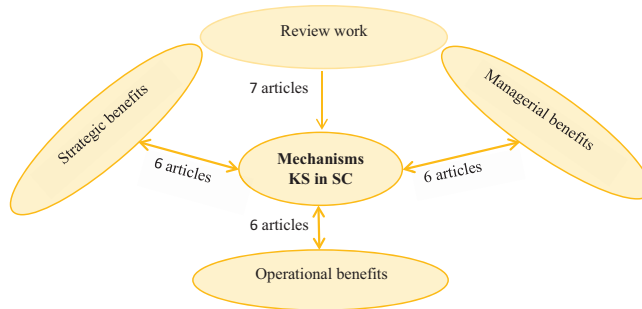 Review work
Strategic benefits
Managerial benefits
7 articles
Mechanisms
KS in SC
6 articles
6 articles
6 articles
Operational benefits